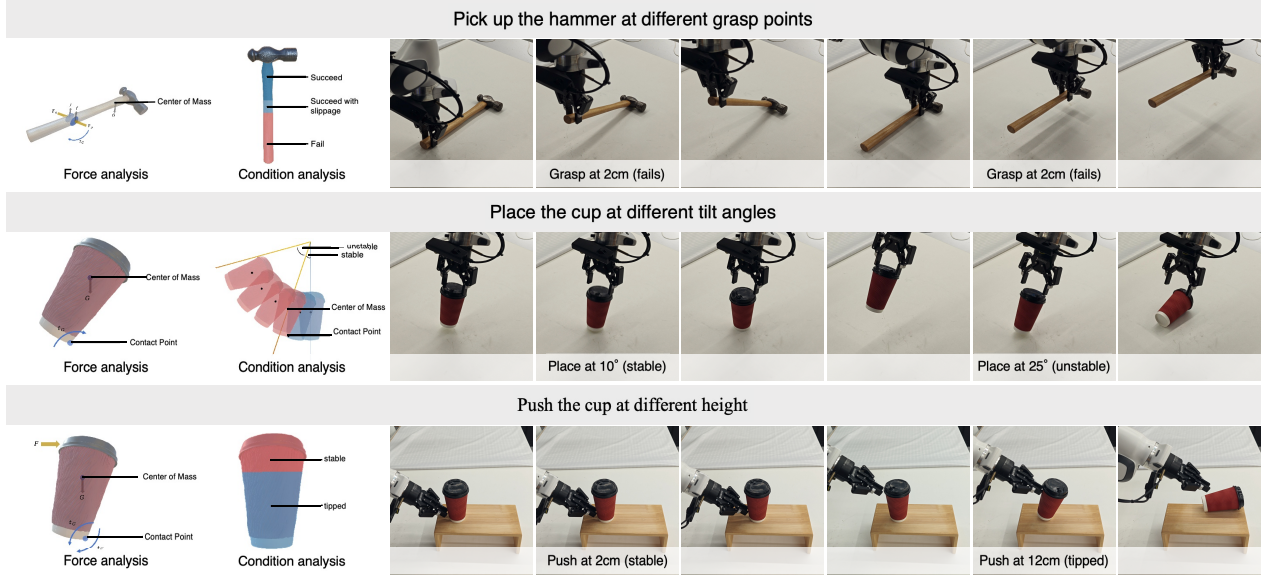 Pick up the hammer at different grasp points
Center of Mass
Succeed
Succeed with
slippage
Fail
G
Force analysis
Condition analysis
Grasp at 2cm (fails)
Grasp at 2cm (fails)
Place the cup at different tilt angles
Center of Mass
G
Contact Point
unstable
stable
Center of Mass
Contact Point
Force analysis
Condition analysis
Place at 10° (stable)
Place at 25° (unstable)
Push the cup at different height
F
Center of Mass
G
Contact Point
stable
tipped
Force analysis
Condition analysis
Push at 2cm (stable)
Push at 12cm (tipped)